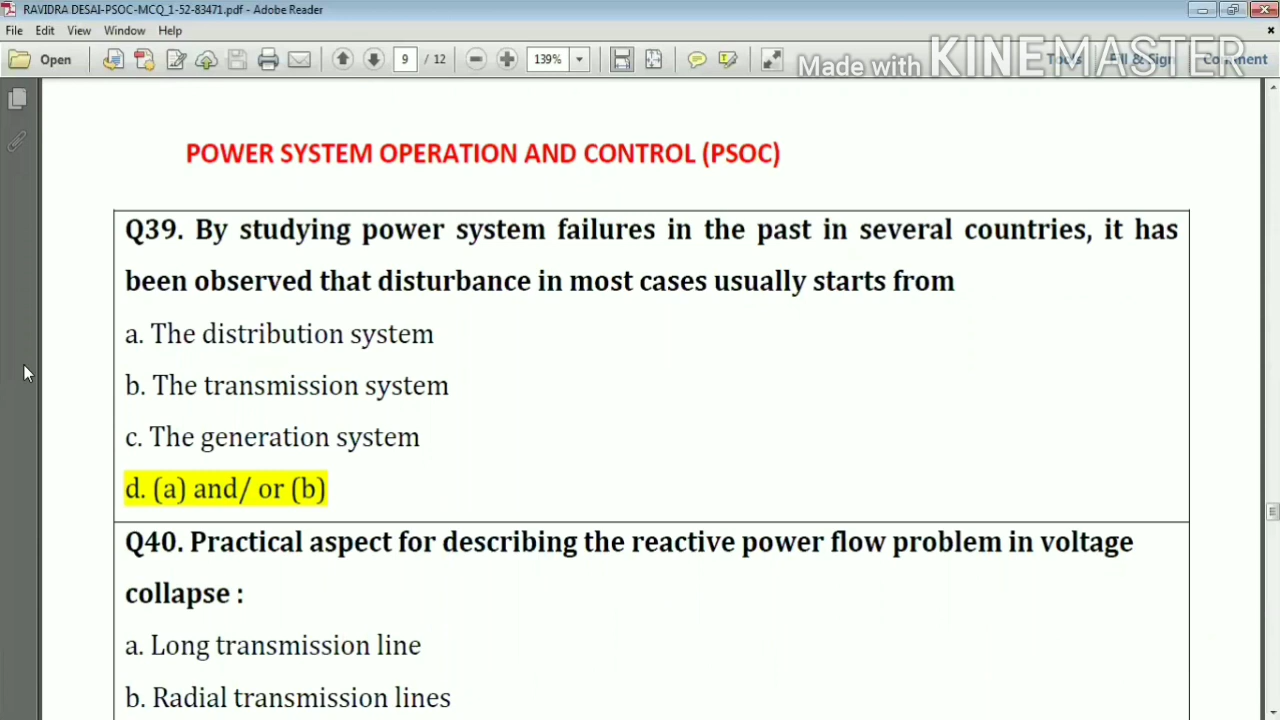 RAVIDRA DESAI-PSOC-MCQ_1-52-83471.pdf - Adobe Reader
File Edit View Window Help
Open 9 / 12 139% Tools Fill & Sign Comment
Made with KINEMASTER
POWER SYSTEM OPERATION AND CONTROL (PSOC)
Q39. By studying power system failures in the past in several countries, it has
been observed that disturbance in most cases usually starts from
a. The distribution system
b. The transmission system
c. The generation system
d. (a) and/ or (b)
Q40. Practical aspect for describing the reactive power flow problem in voltage
collapse :
a. Long transmission line
b. Radial transmission lines